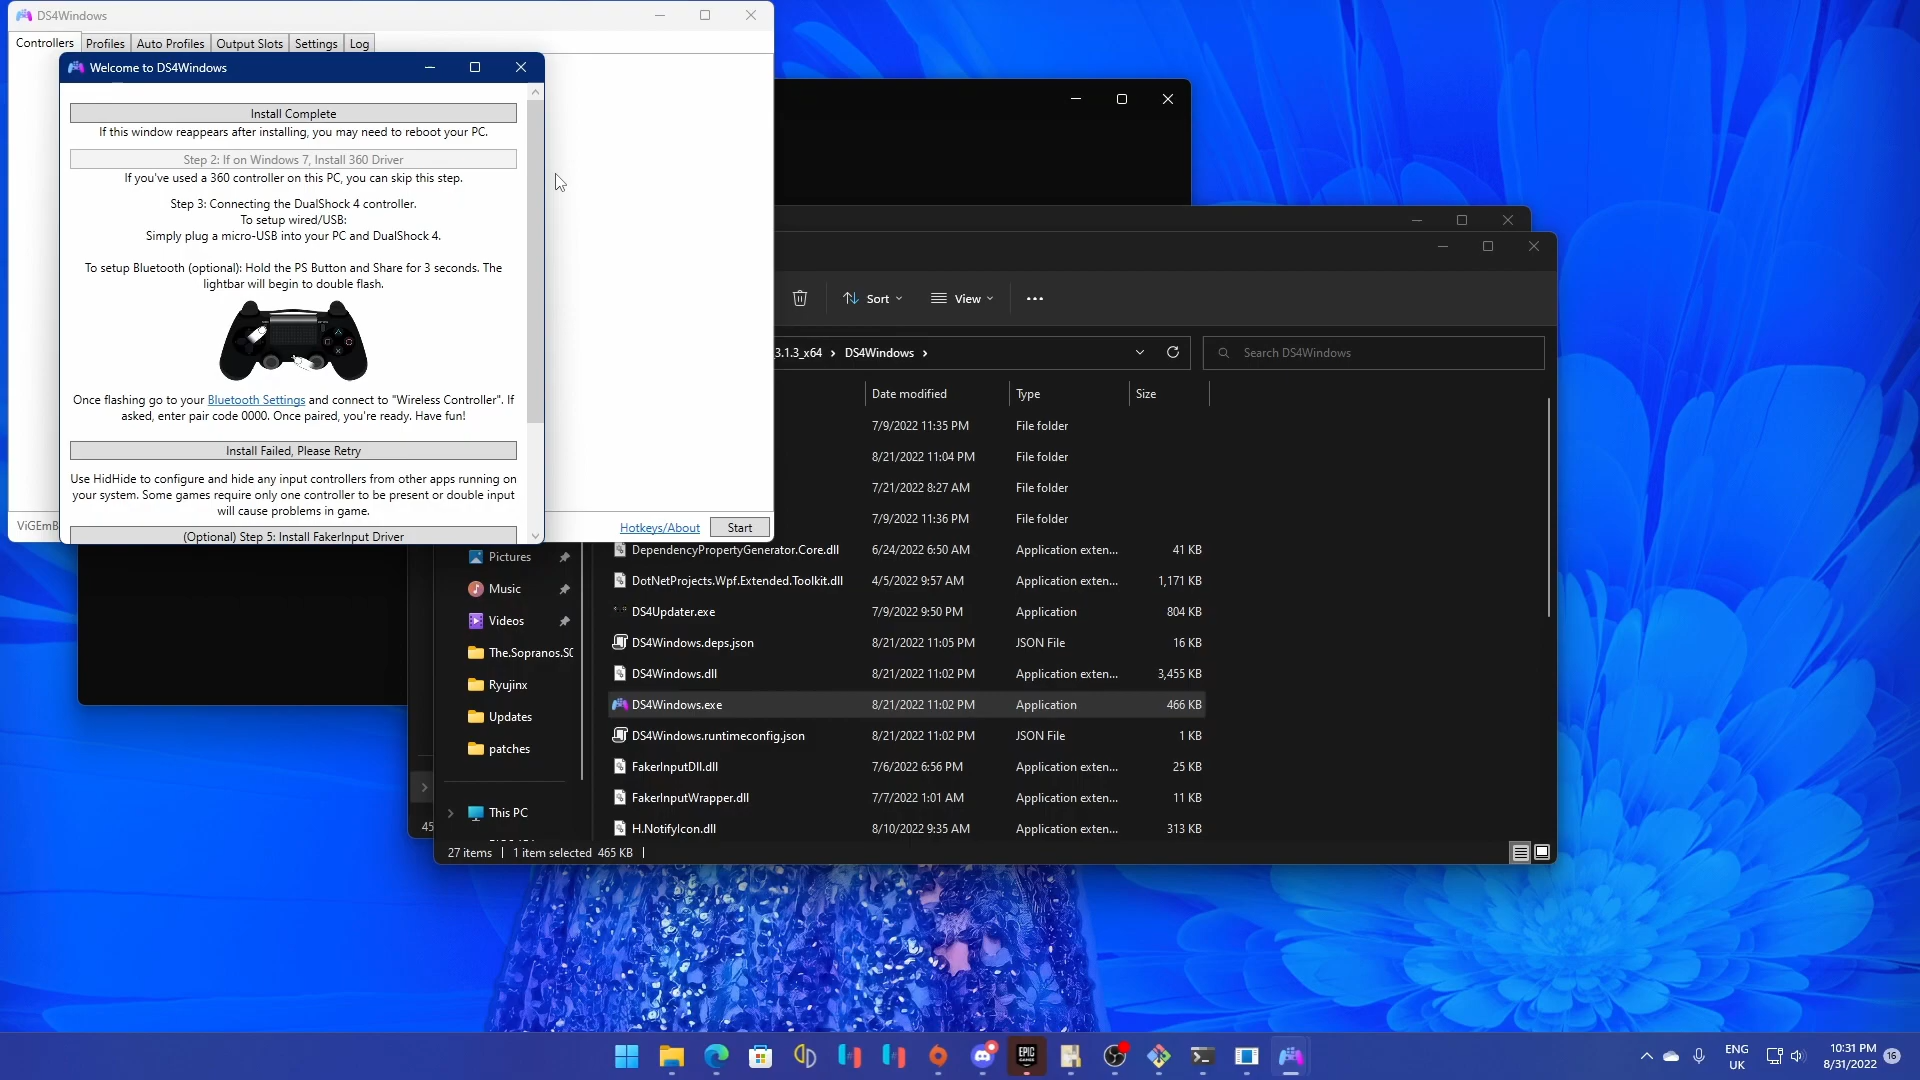 DS4Windows
Controllers
Profiles
Auto Profiles
Output Slots
Settings
Log
Welcome to DS4Windows
Install Complete
If this window reappears after installing, you may need to reboot your PC.
Step 2: If on Windows 7, Install 360 Driver
If you've used a 360 controller on this PC, you can skip this step.
Step 3: Connecting the DualShock 4 controller.
To setup wired/USB:
Simply plug a micro-USB into your PC and DualShock 4.
To setup Bluetooth (optional): Hold the PS Button and Share for 3 seconds. The
lightbar will begin to double flash.
Once flashing go to your Bluetooth Settings and connect to "Wireless Controller". If
asked, enter pair code 0000. Once paired, you're ready. Have fun!
Install Failed, Please Retry
Use HidHide to configure and hide any input controllers from other apps running on
your system. Some games require only one controller to be present or double input
will cause problems in game.
(Optional) Step 5: Install FakerInput Driver
ViGEmB
Hotkeys/About
Start
Sort
View
3.1.3_x64 › DS4Windows ›
Search DS4Windows
Date modified
Type
Size
7/9/2022 11:35 PM File folder
8/21/2022 11:04 PM File folder
7/21/2022 8:27 AM File folder
7/9/2022 11:36 PM File folder
DependencyPropertyGenerator.Core.dll 6/24/2022 6:50 AM Application exten... 41 KB
DotNetProjects.Wpf.Extended.Toolkit.dll 4/5/2022 9:57 AM Application exten... 1,171 KB
DS4Updater.exe 7/9/2022 9:50 PM Application 804 KB
DS4Windows.deps.json 8/21/2022 11:05 PM JSON File 16 KB
DS4Windows.dll 8/21/2022 11:02 PM Application exten... 3,455 KB
DS4Windows.exe 8/21/2022 11:02 PM Application 466 KB
DS4Windows.runtimeconfig.json 8/21/2022 11:02 PM JSON File 1 KB
FakerInputDll.dll 7/6/2022 6:56 PM Application exten... 25 KB
FakerInputWrapper.dll 7/7/2022 1:01 AM Application exten... 11 KB
H.NotifyIcon.dll 8/10/2022 9:35 AM Application exten... 313 KB
Pictures
Music
Videos
The.Sopranos.S0
Ryujinx
Updates
patches
This PC
45
27 items
1 item selected 465 KB
EPIC
GAMES
ENG
UK
10:31 PM
8/31/2022
16